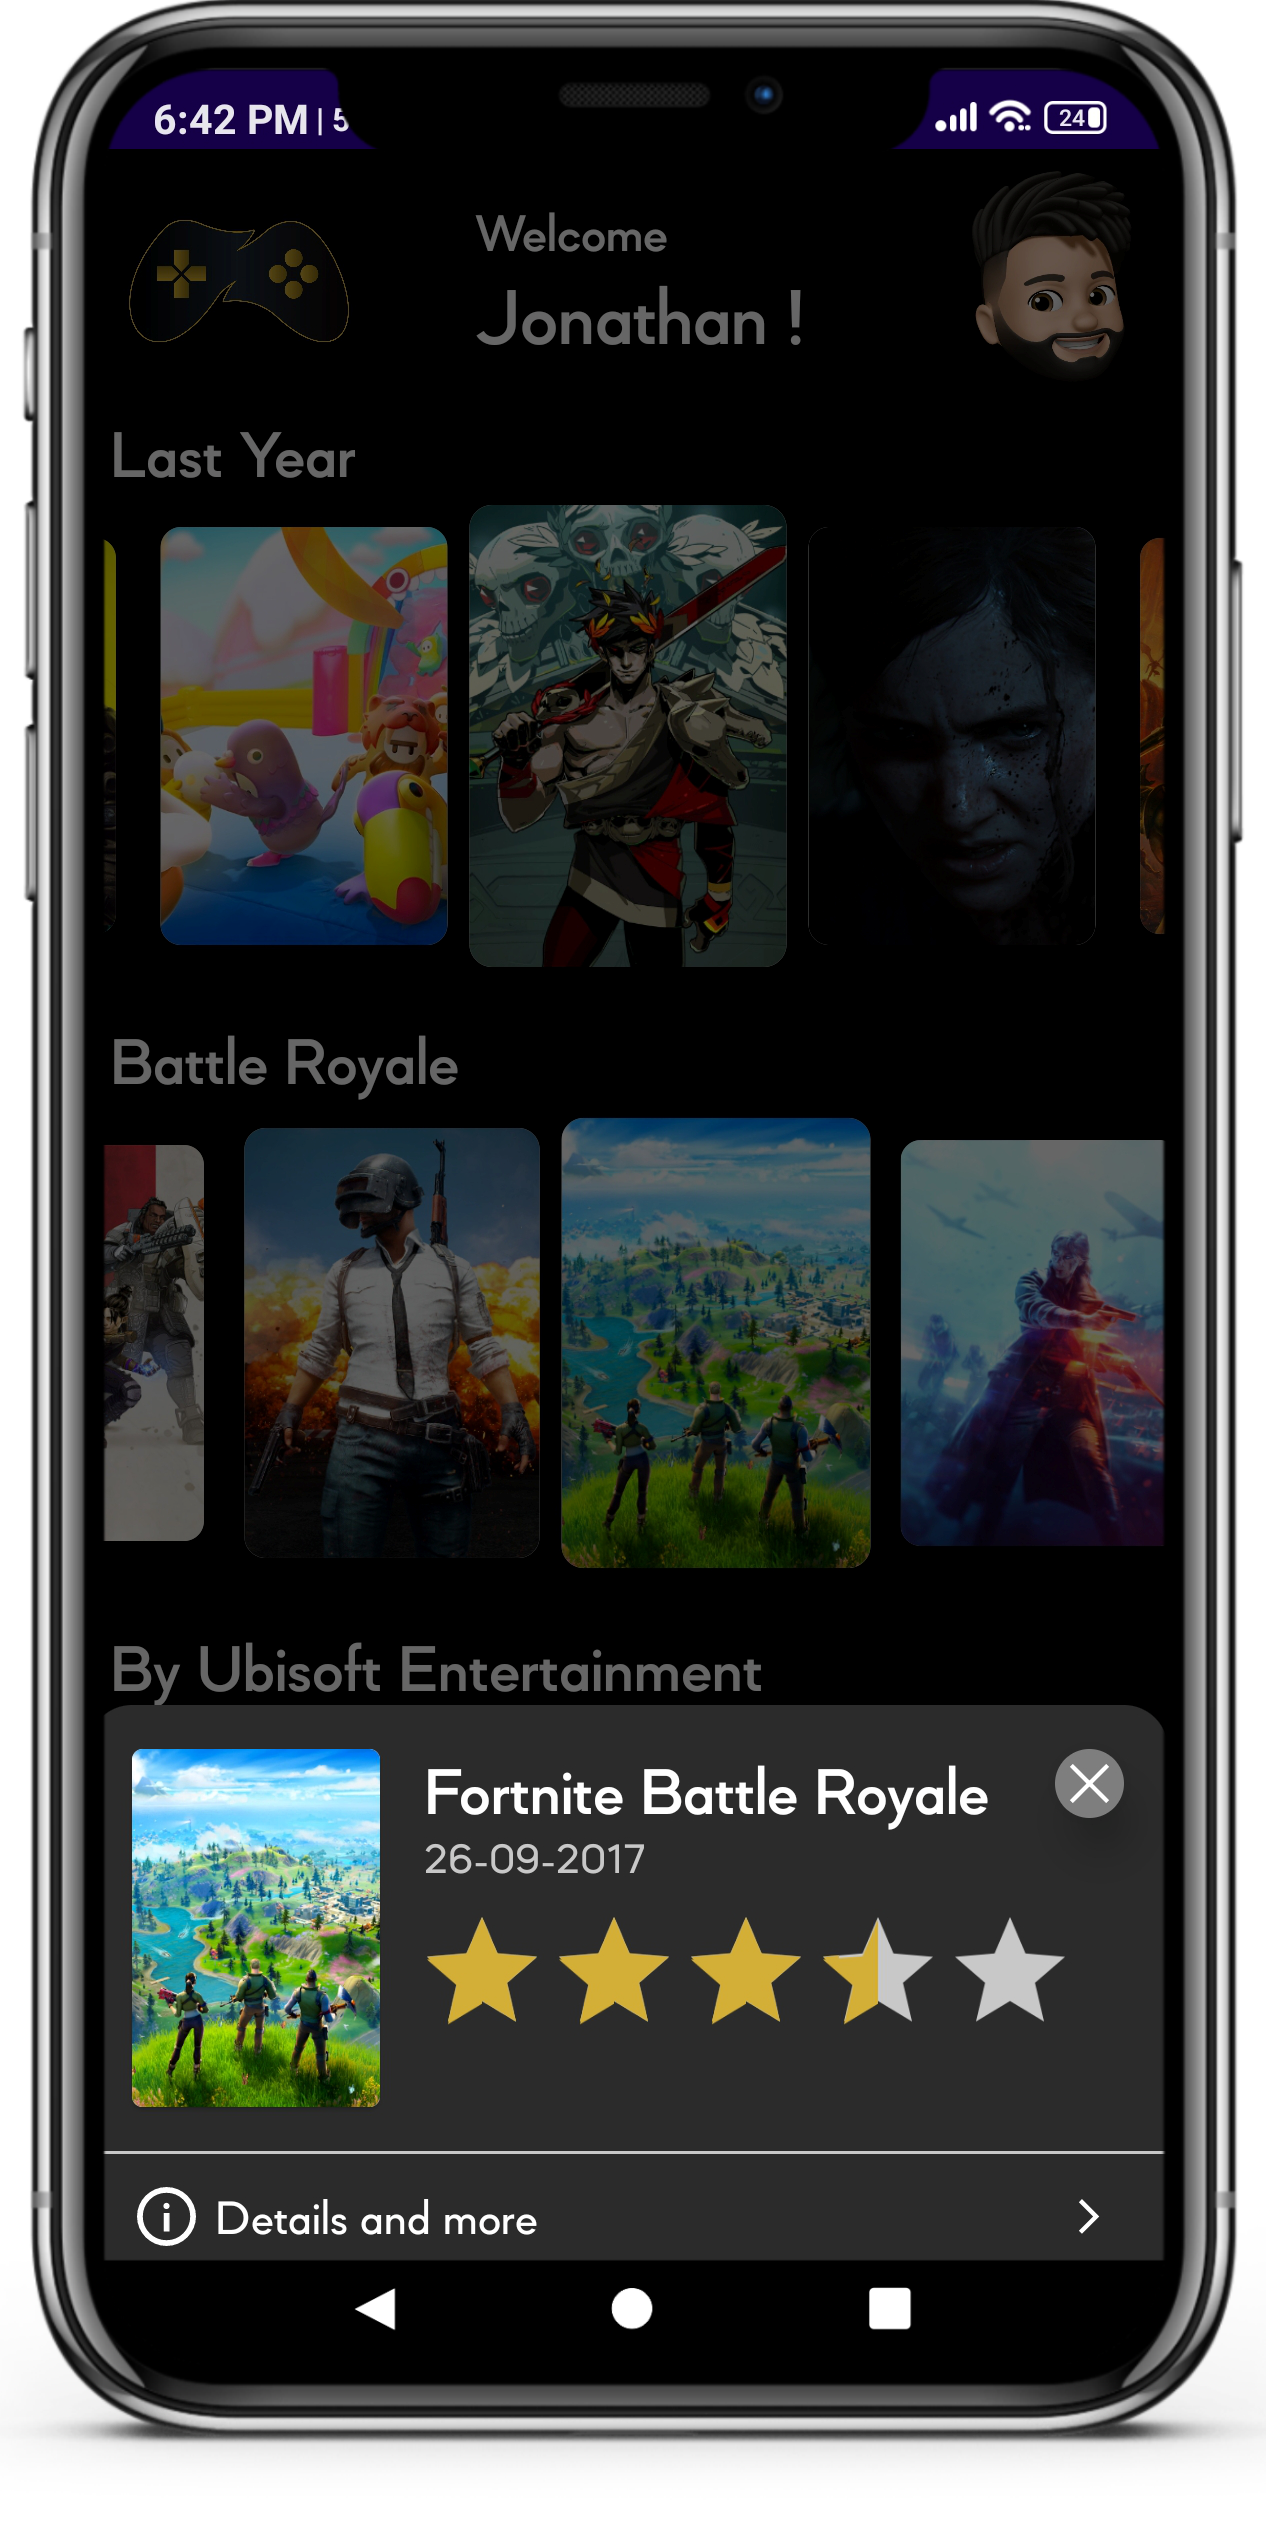 6:42 PM | 5
24
Welcome
Jonathan !
Last Year
Battle Royale
By Ubisoft Entertainment
Fortnite Battle Royale
26-09-2017
Details and more